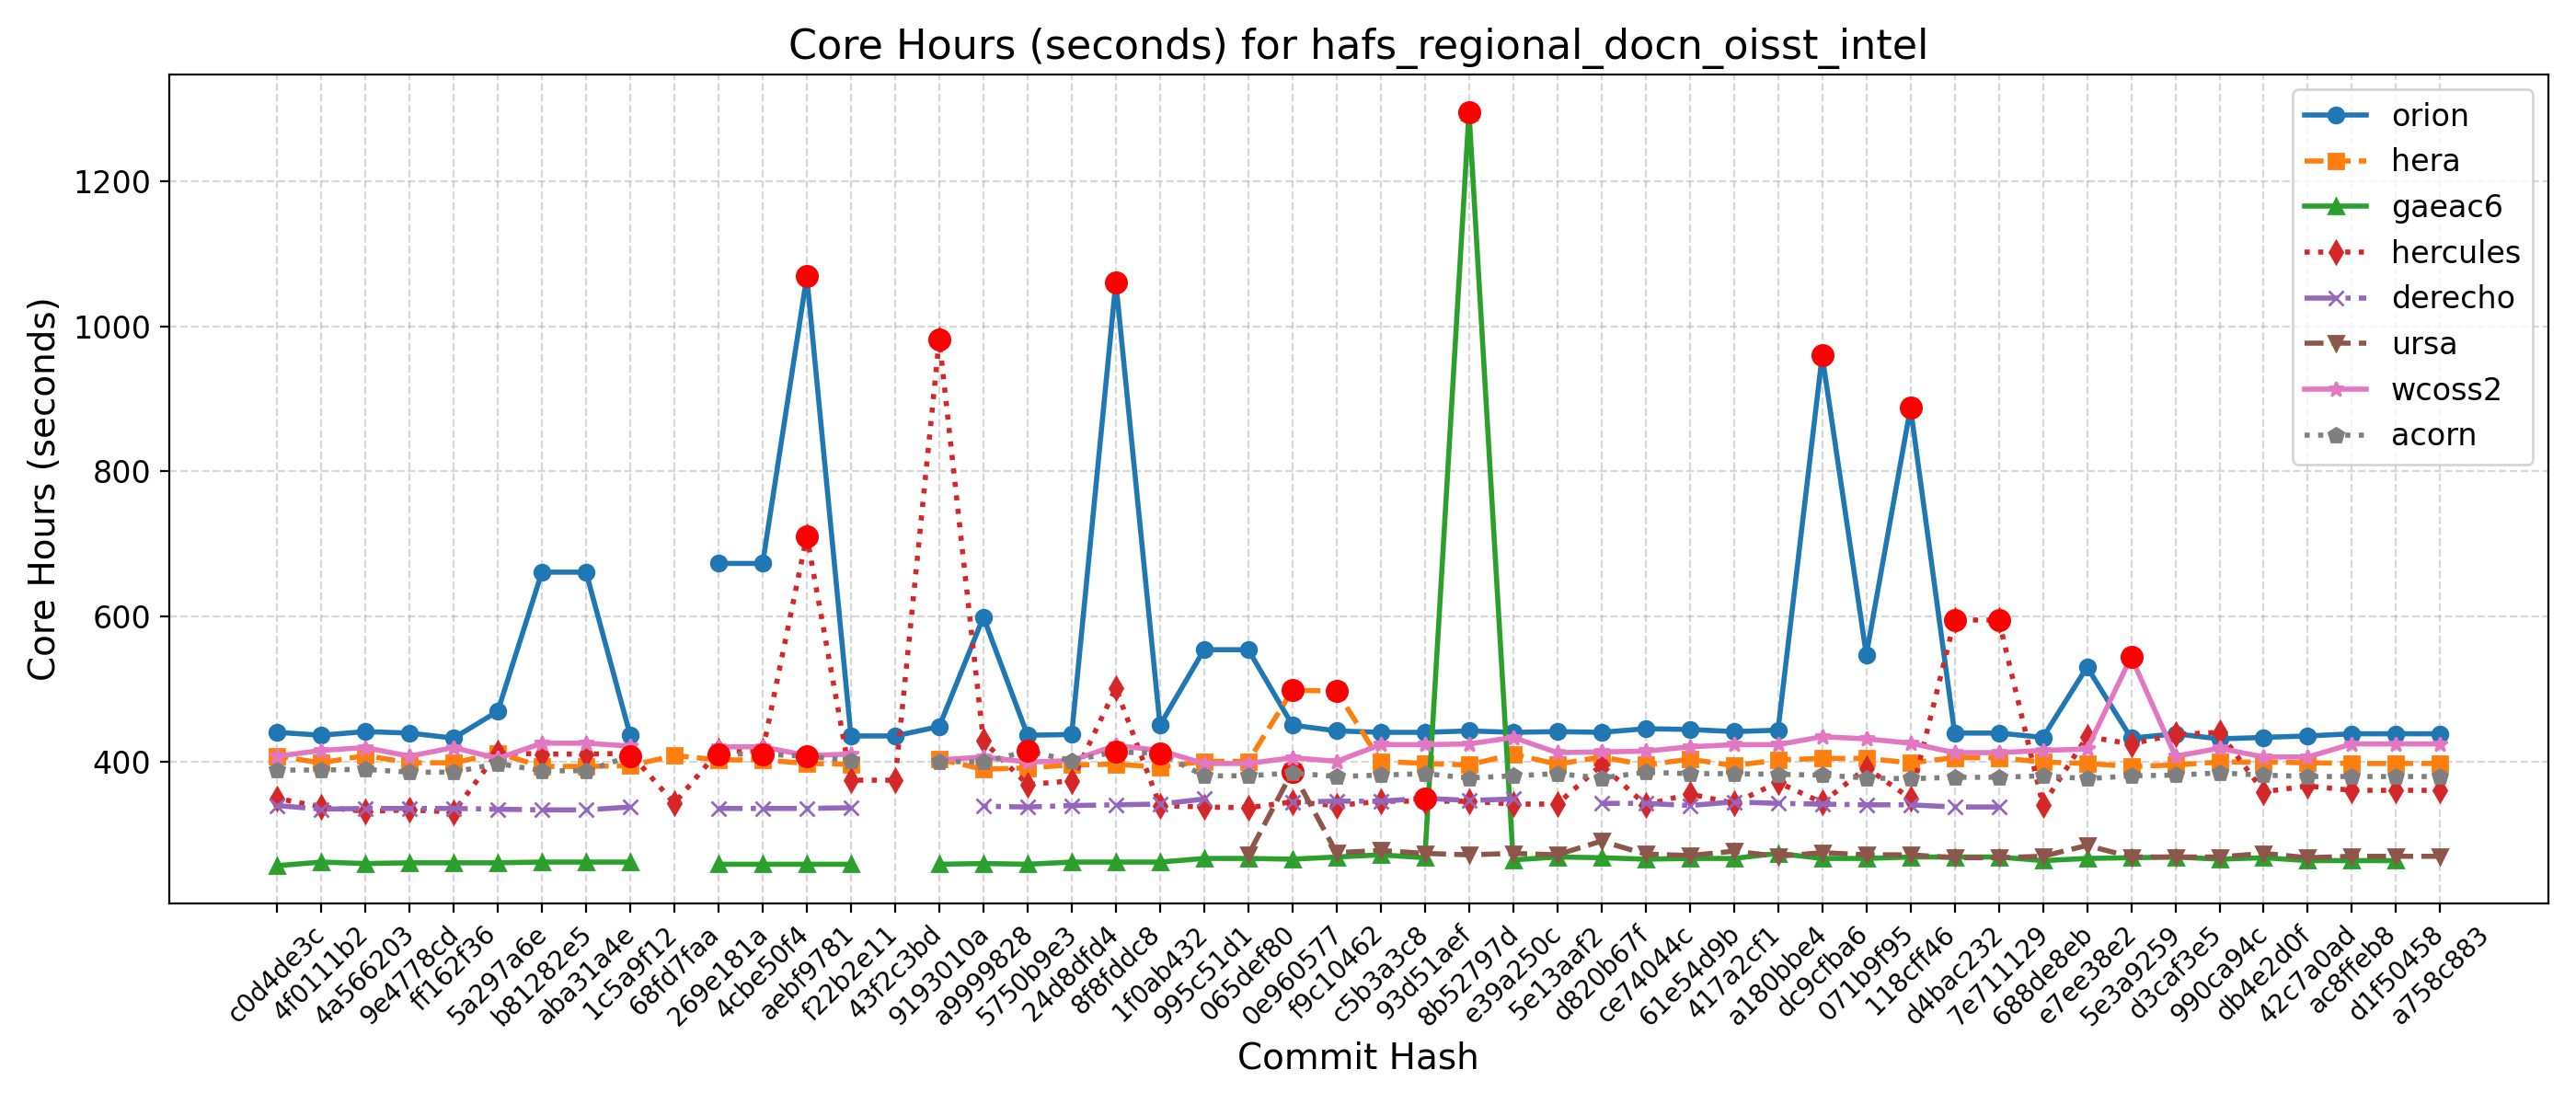 Core Hours (seconds) for hafs_regional_docn_oisst_intel
Core Hours (seconds)
1200
1000
800
600
400
orion
hera
gaeac6
hercules
derecho
ursa
wcoss2
acorn
c0d4de3c
4f0111b2
4a566203
9e4778cd
ff162f36
5a297a6e
b81282e5
aba31a4e
1c5a9f12
68fd7faa
269e181a
4cbe50f4
aebf9781
f22b2e11
43f2c3bd
9193010a
a9999828
5750b9e3
24d8dfd4
8f8fddc8
1f0ab432
995c51d1
065def80
0e960577
f9c10462
c5b3a3c8
93d51aef
8b52797d
e39a250c
5e13aaf2
d820b67f
ce74044c
61e54d9b
417a2cf1
a180bbe4
dc9cfba6
071b9f95
118cff46
d4bac232
7e711129
688de8eb
e7ee38e2
5e3a9259
d3caf3e5
990ca94c
db4e2d0f
42c7a0ad
ac8ffeb8
d1f50458
a758c883
Commit Hash